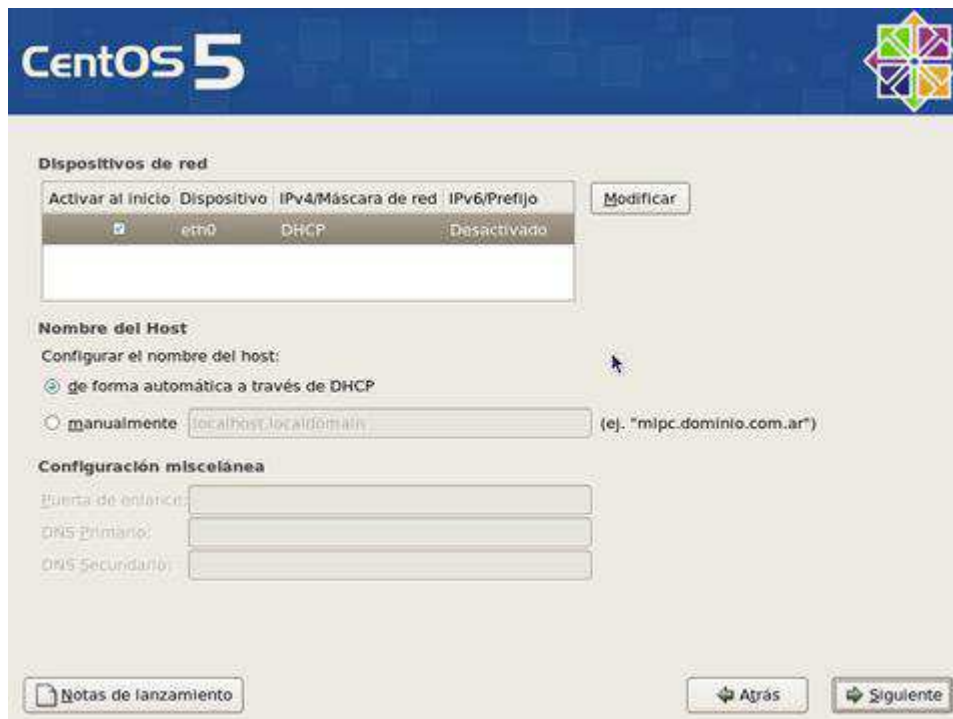 CentOS 5
Dispositivos de red
Activar al inicio Dispositivo IPv4/Máscara de red IPv6/Prefijo
eth0 DHCP Desactivado
Modificar
Nombre del Host
Configurar el nombre del host:
de forma automática a través de DHCP
manualmente localhost.localdomain (ej. "mipc.dominio.com.ar")
Configuración miscelánea
Puerta de enlance:
DNS Primario:
DNS Secundario:
Notas de lanzamiento
Atrás
Siguiente